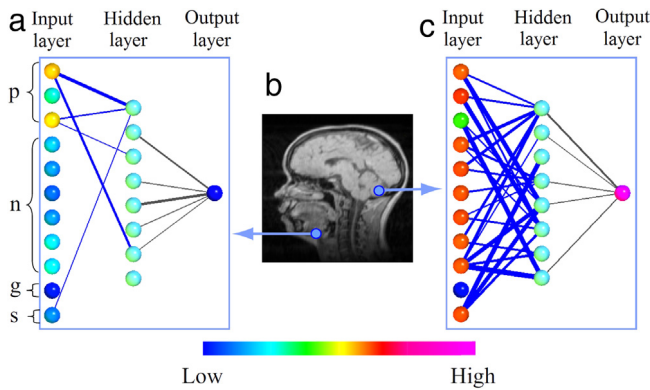 a
Input layer
Hidden layer
Output layer
p
n
g
s
b
c
Input layer
Hidden layer
Output layer
Low
High